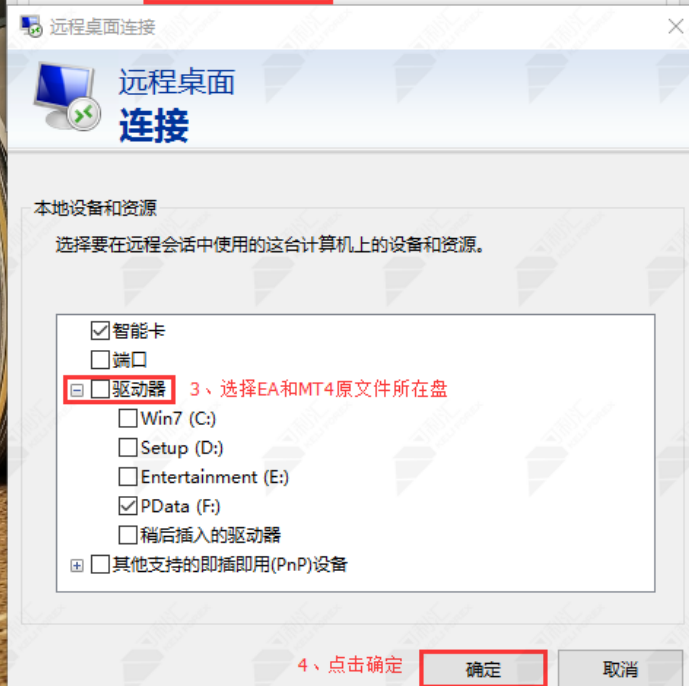 远程桌面连接
远程桌面
连接
本地设备和资源
选择要在远程会话中使用的这台计算机上的设备和资源。
智能卡
端口
驱动器 3、选择EA和MT4原文件所在盘
Win7 (C:)
Setup (D:)
Entertainment (E:)
PData (F:)
稍后插入的驱动器
其他支持的即插即用(PnP)设备
4、点击确定 确定 取消